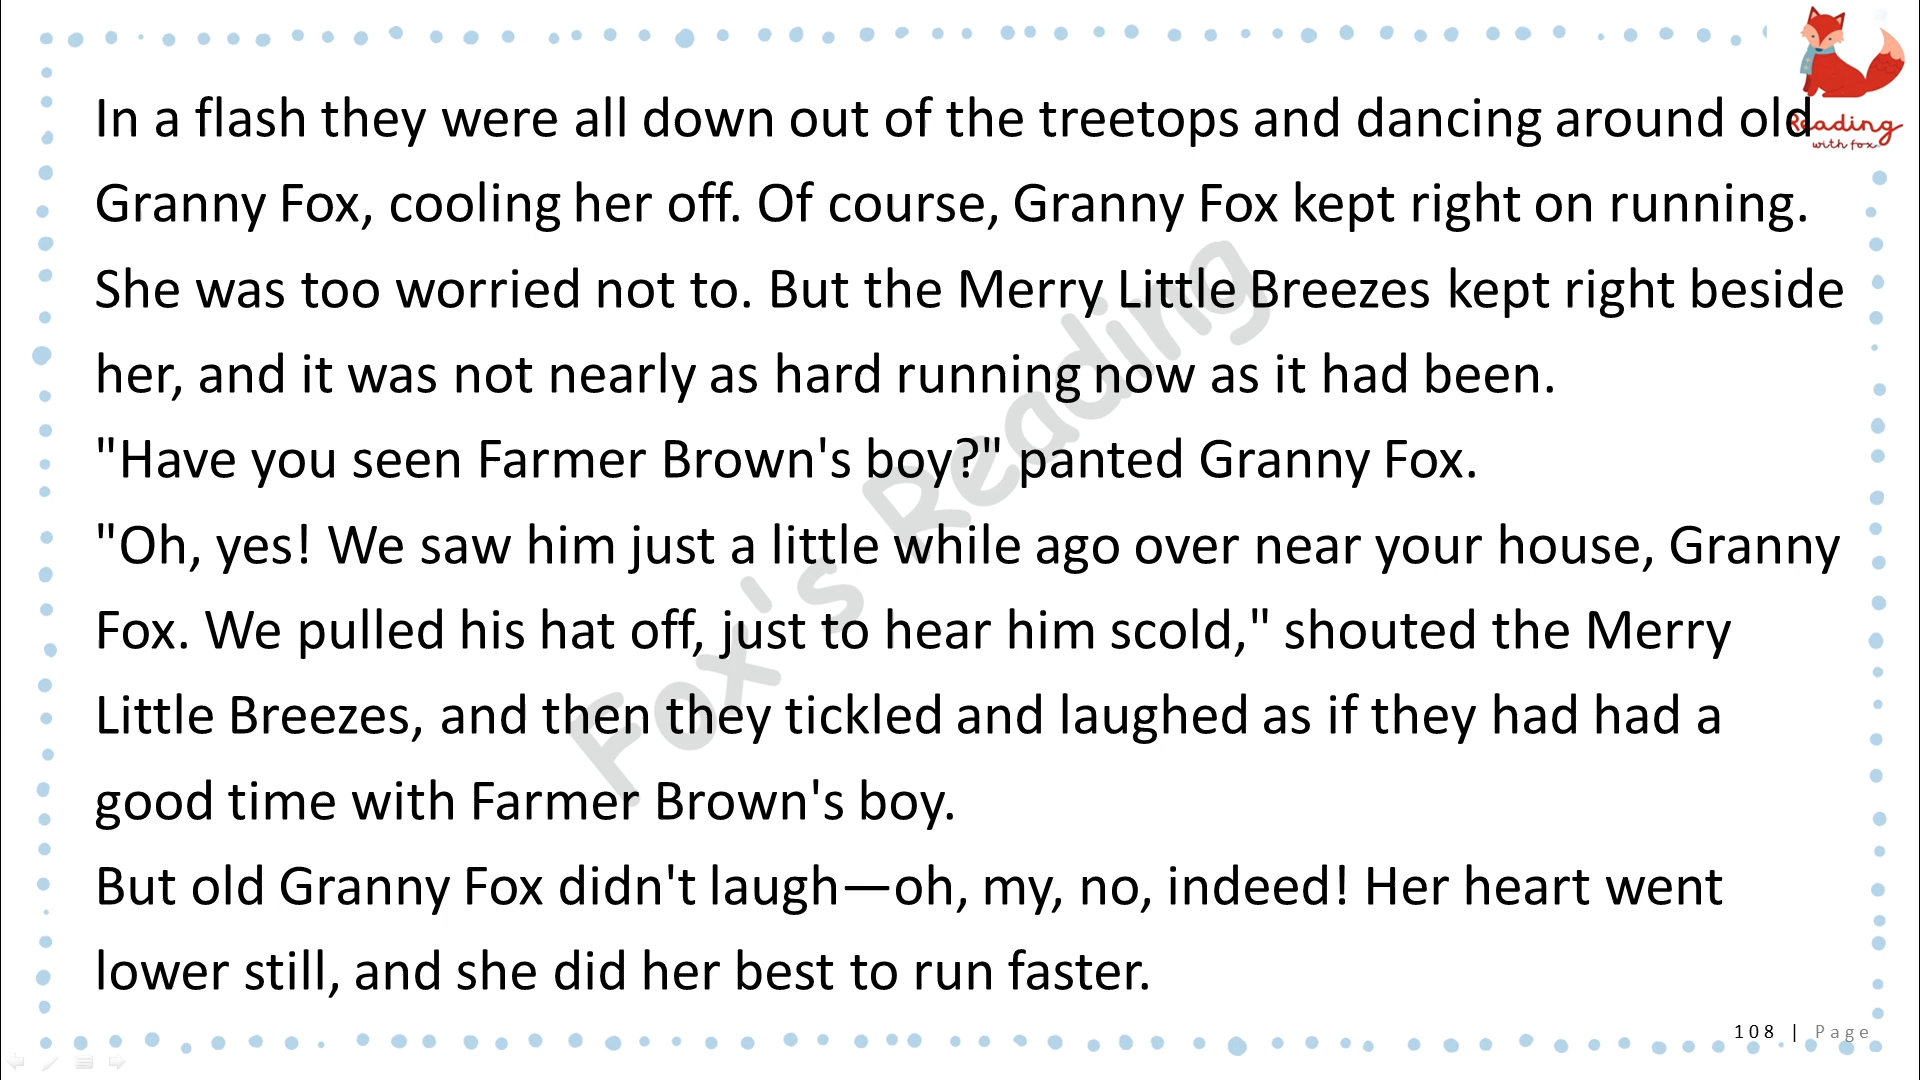 In a flash they were all down out of the treetops and dancing around old
Granny Fox, cooling her off. Of course, Granny Fox kept right on running.
She was too worried not to. But the Merry Little Breezes kept right beside
her, and it was not nearly as hard running now as it had been.
"Have you seen Farmer Brown's boy?" panted Granny Fox.
"Oh, yes! We saw him just a little while ago over near your house, Granny
Fox. We pulled his hat off, just to hear him scold," shouted the Merry
Little Breezes, and then they tickled and laughed as if they had had a
good time with Farmer Brown's boy.
But old Granny Fox didn't laugh—oh, my, no, indeed! Her heart went
lower still, and she did her best to run faster.
Reading
with fox
Fox's Reading
108 | Page